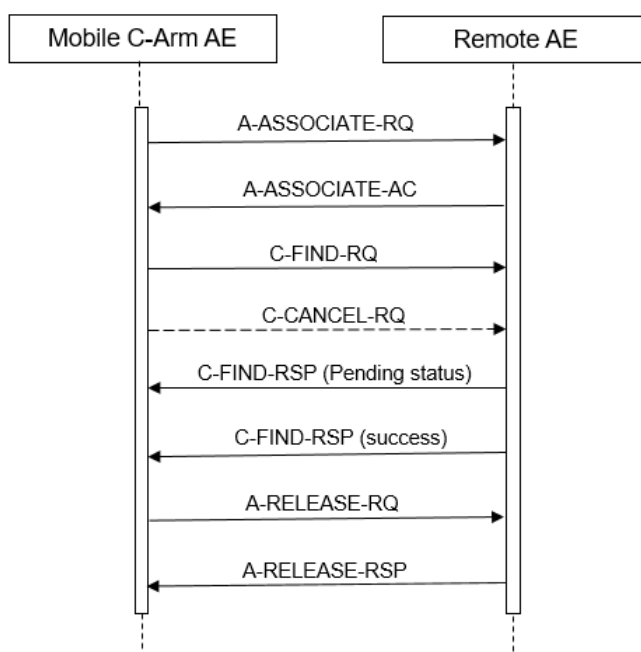 Mobile C-Arm AE
Remote AE
A-ASSOCIATE-RQ
A-ASSOCIATE-AC
C-FIND-RQ
C-CANCEL-RQ
C-FIND-RSP (Pending status)
C-FIND-RSP (success)
A-RELEASE-RQ
A-RELEASE-RSP